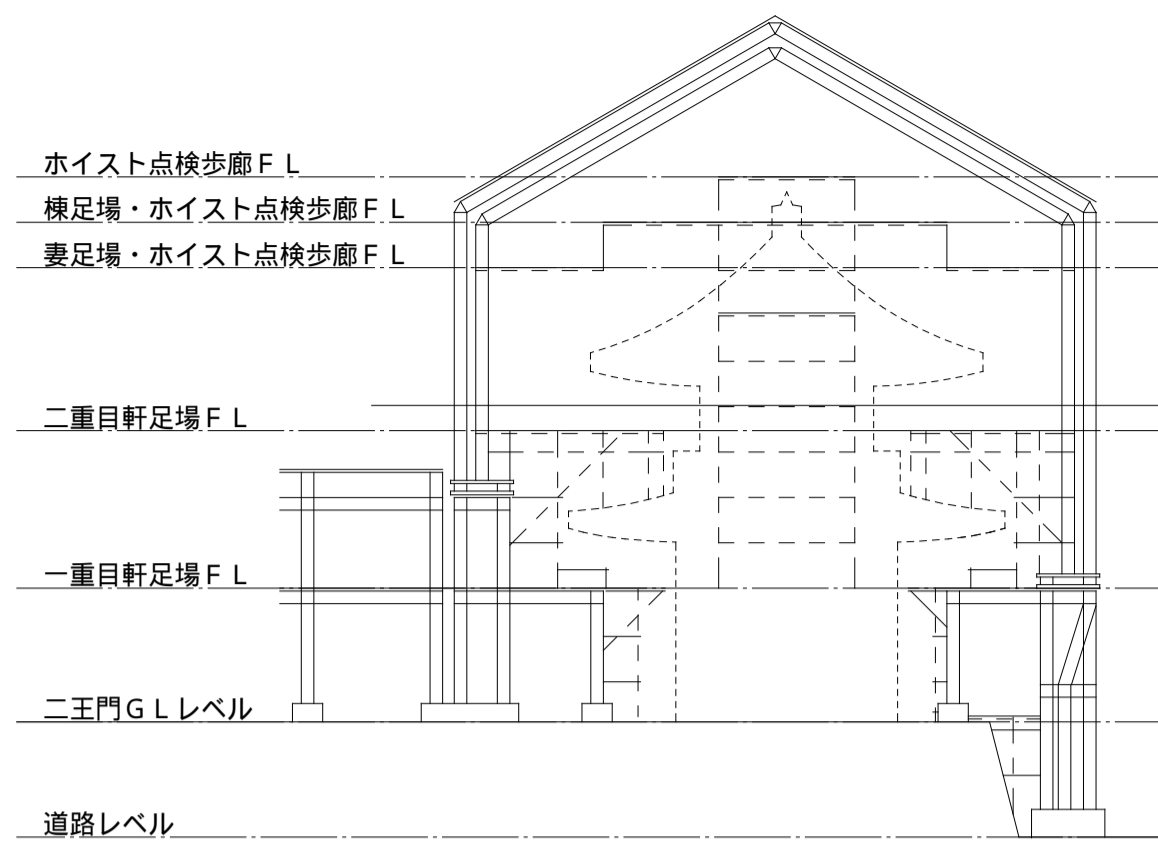 ホイスト点検歩廊ＦＬ
棟足場・ホイスト点検歩廊ＦＬ
妻足場・ホイスト点検歩廊ＦＬ
二重目軒足場ＦＬ
一重目軒足場ＦＬ
二王門ＧＬレベル
道路レベル